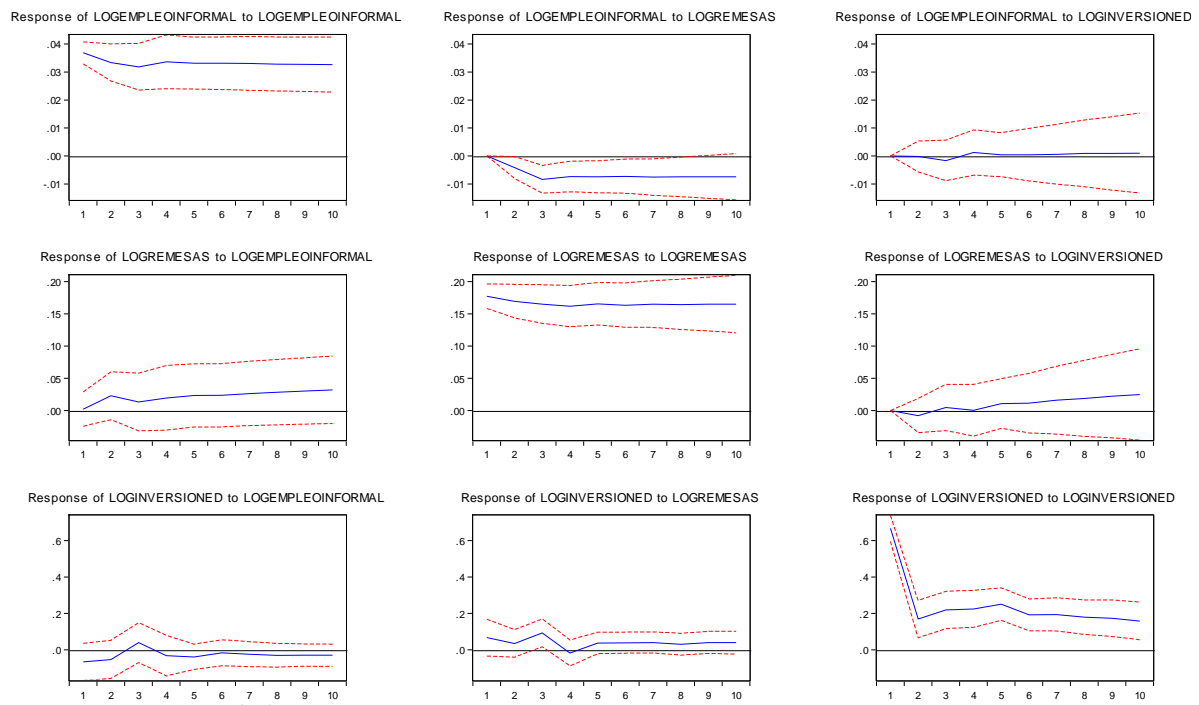 Response of LOGEMPLEOINFORMAL to LOGEMPLEOINFORMAL
.04
.03
.02
.01
.00
-.01
1 2 3 4 5 6 7 8 9 10
Response of LOGEMPLEOINFORMAL to LOGREMESAS
.04
.03
.02
.01
.00
-.01
1 2 3 4 5 6 7 8 9 10
Response of LOGEMPLEOINFORMAL to LOGINVERSIONED
.04
.03
.02
.01
.00
-.01
1 2 3 4 5 6 7 8 9 10
Response of LOGREMESAS to LOGEMPLEOINFORMAL
.20
.15
.10
.05
.00
1 2 3 4 5 6 7 8 9 10
Response of LOGREMESAS to LOGREMESAS
.20
.15
.10
.05
.00
1 2 3 4 5 6 7 8 9 10
Response of LOGREMESAS to LOGINVERSIONED
.20
.15
.10
.05
.00
1 2 3 4 5 6 7 8 9 10
Response of LOGINVERSIONED to LOGEMPLEOINFORMAL
.6
.4
.2
.0
1 2 3 4 5 6 7 8 9 10
Response of LOGINVERSIONED to LOGREMESAS
.6
.4
.2
.0
1 2 3 4 5 6 7 8 9 10
Response of LOGINVERSIONED to LOGINVERSIONED
.6
.4
.2
.0
1 2 3 4 5 6 7 8 9 10